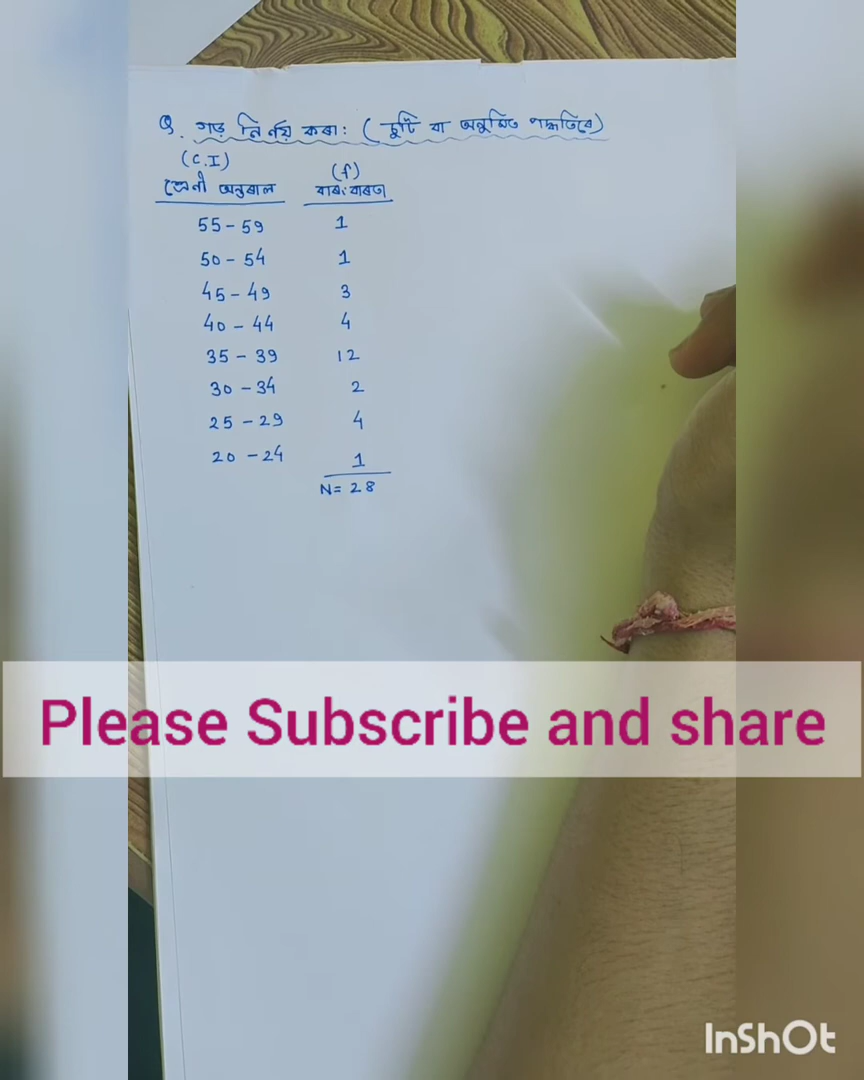 Q. গড় নিৰ্ণয় কৰা: ( চুটি বা অনুমিত পদ্ধতিৰে)
(C.I) (f)
শ্ৰেণী অন্তৰাল বাৰংবাৰতা
55-59 1
50-54 1
45-49 3
40-44 4
35-39 12
30-34 2
25-29 4
20-24 1
N= 28
Please Subscribe and share
InShOt